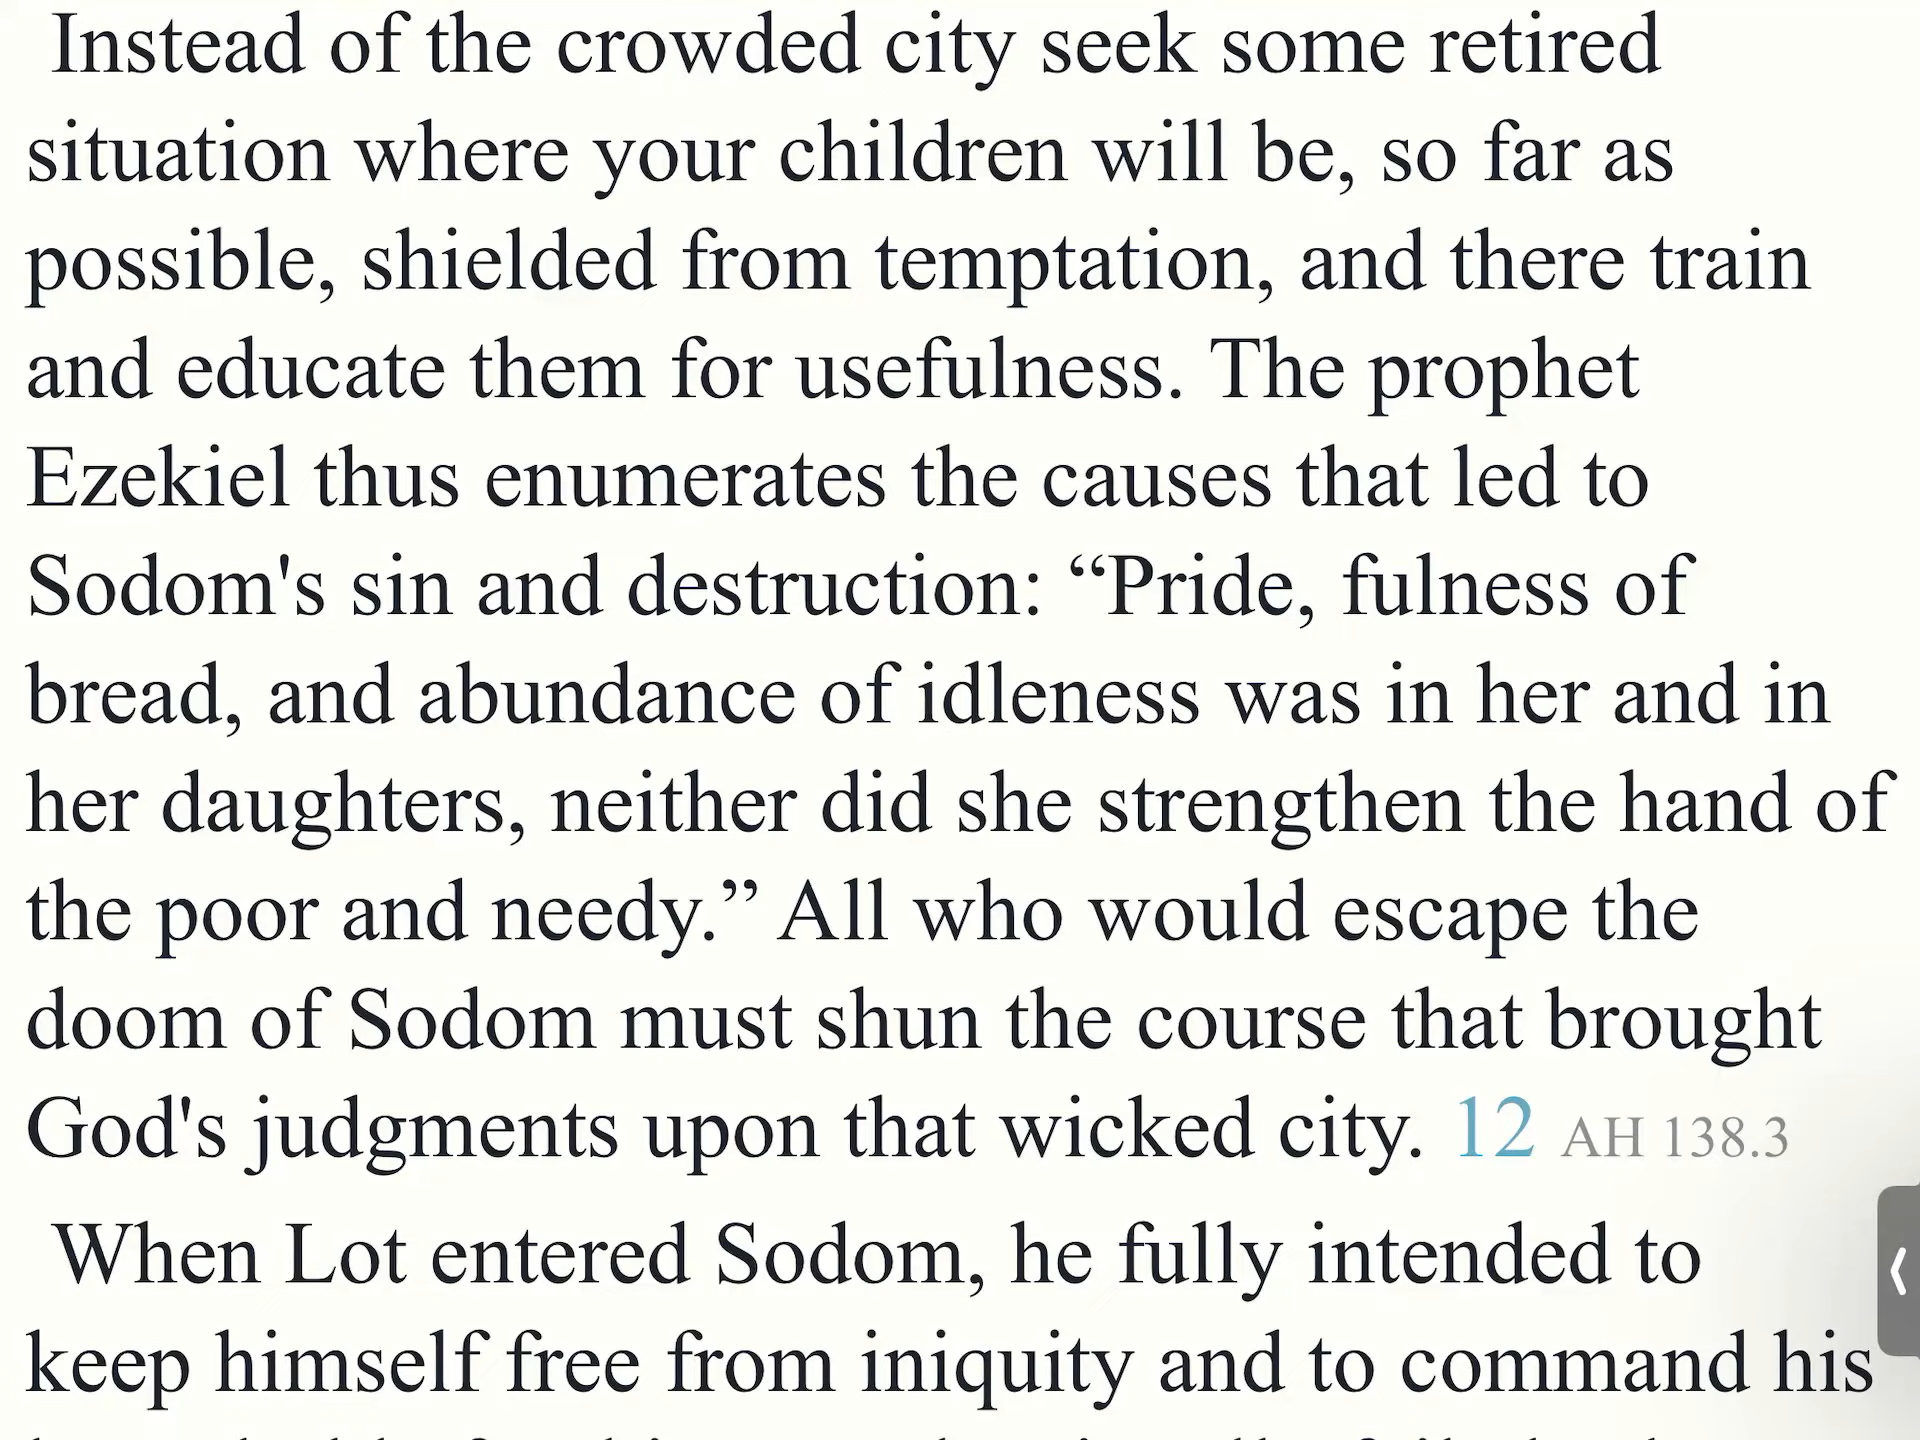 Instead of the crowded city seek some retired
situation where your children will be, so far as
possible, shielded from temptation, and there train
and educate them for usefulness. The prophet
Ezekiel thus enumerates the causes that led to
Sodom's sin and destruction: “Pride, fulness of
bread, and abundance of idleness was in her and in
her daughters, neither did she strengthen the hand of
the poor and needy.” All who would escape the
doom of Sodom must shun the course that brought
God's judgments upon that wicked city. 12 AH 138.3
When Lot entered Sodom, he fully intended to
keep himself free from iniquity and to command his